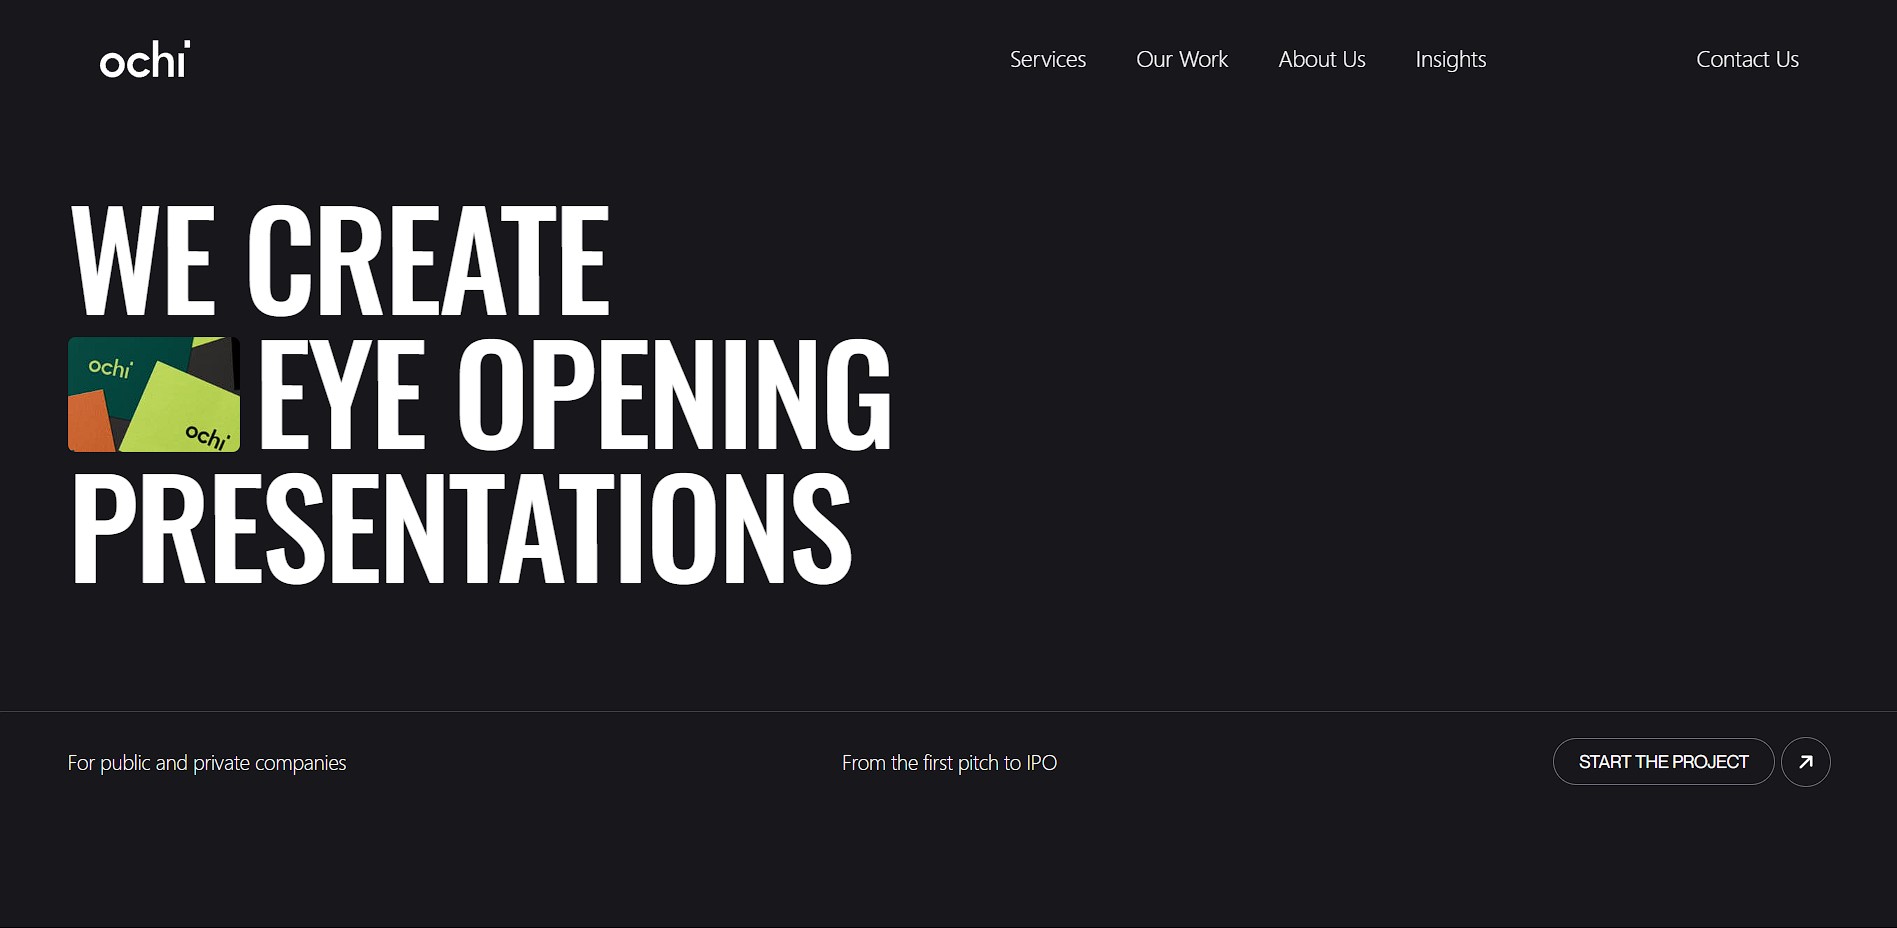 ochi
Services Our Work About Us Insights Contact Us
WE CREATE
ochi
ochi
EYE OPENING
PRESENTATIONS
For public and private companies From the first pitch to IPO START THE PROJECT